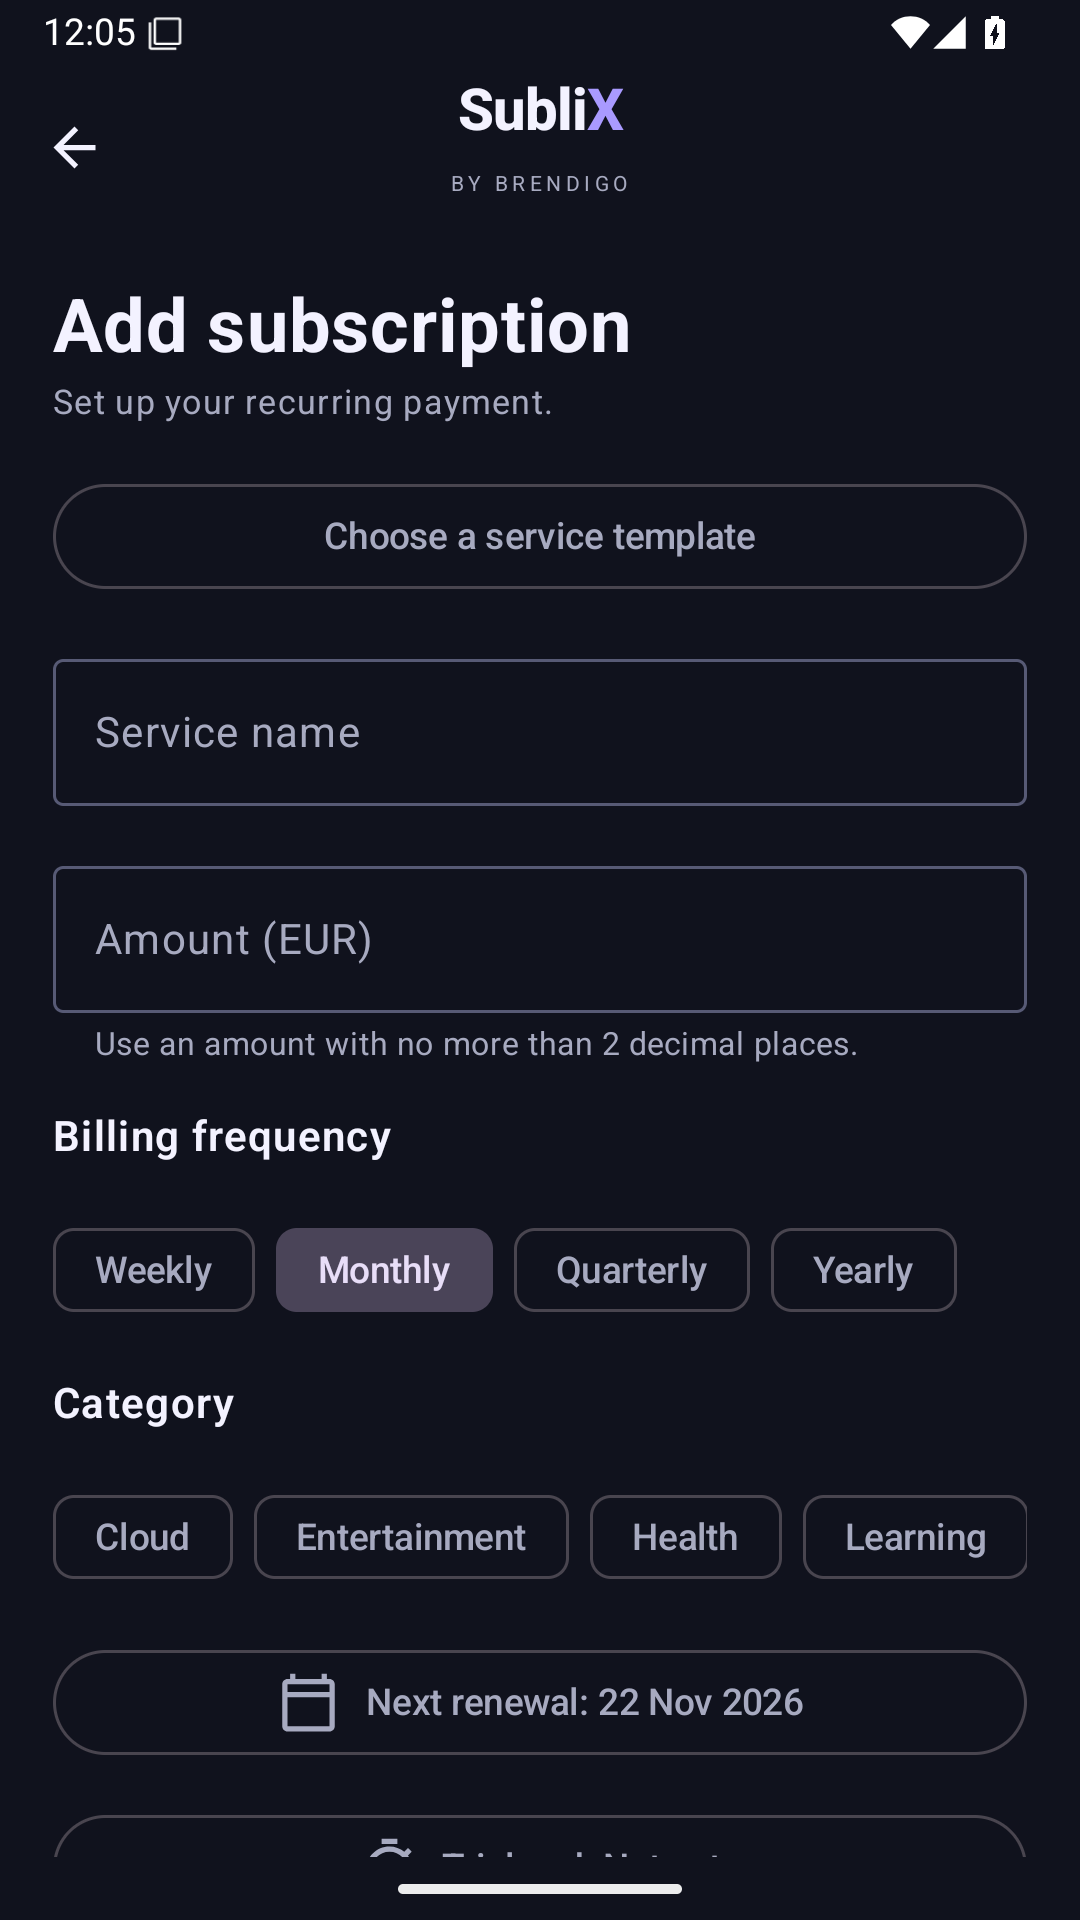 12:05
SubliX
BY BRENDIGO
Add subscription
Set up your recurring payment.
Choose a service template
Service name
Amount (EUR)
Use an amount with no more than 2 decimal places.
Billing frequency
Weekly Monthly Quarterly Yearly
Category
Cloud Entertainment Health Learning
Next renewal: 22 Nov 2026